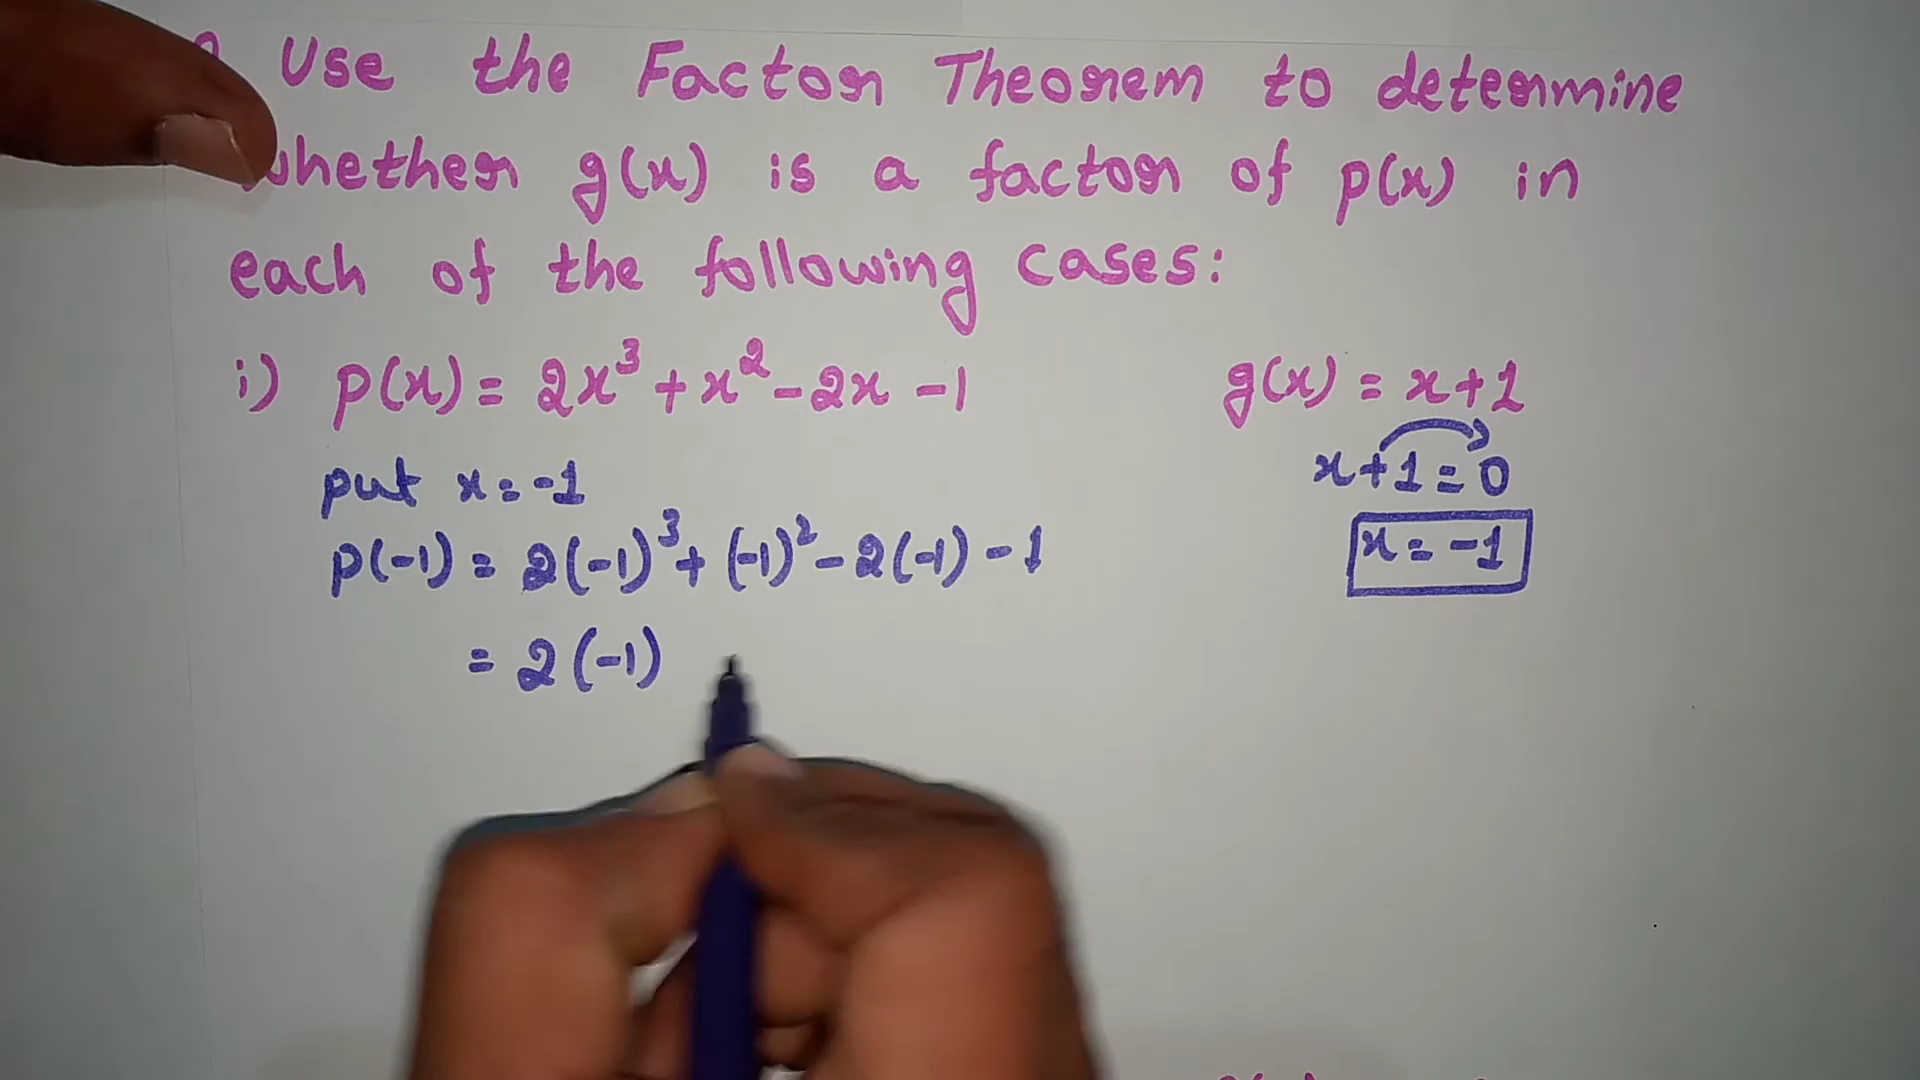 Use the Factor Theorem to determine
whether g(x) is a factor of p(x) in
each of the following cases:
i) p(x) = 2x³ + x² - 2x - 1
g(x) = x+1
put x = -1
x+1 = 0
p(-1) = 2(-1)³ + (-1)² - 2(-1) - 1
x = -1
= 2(-1)